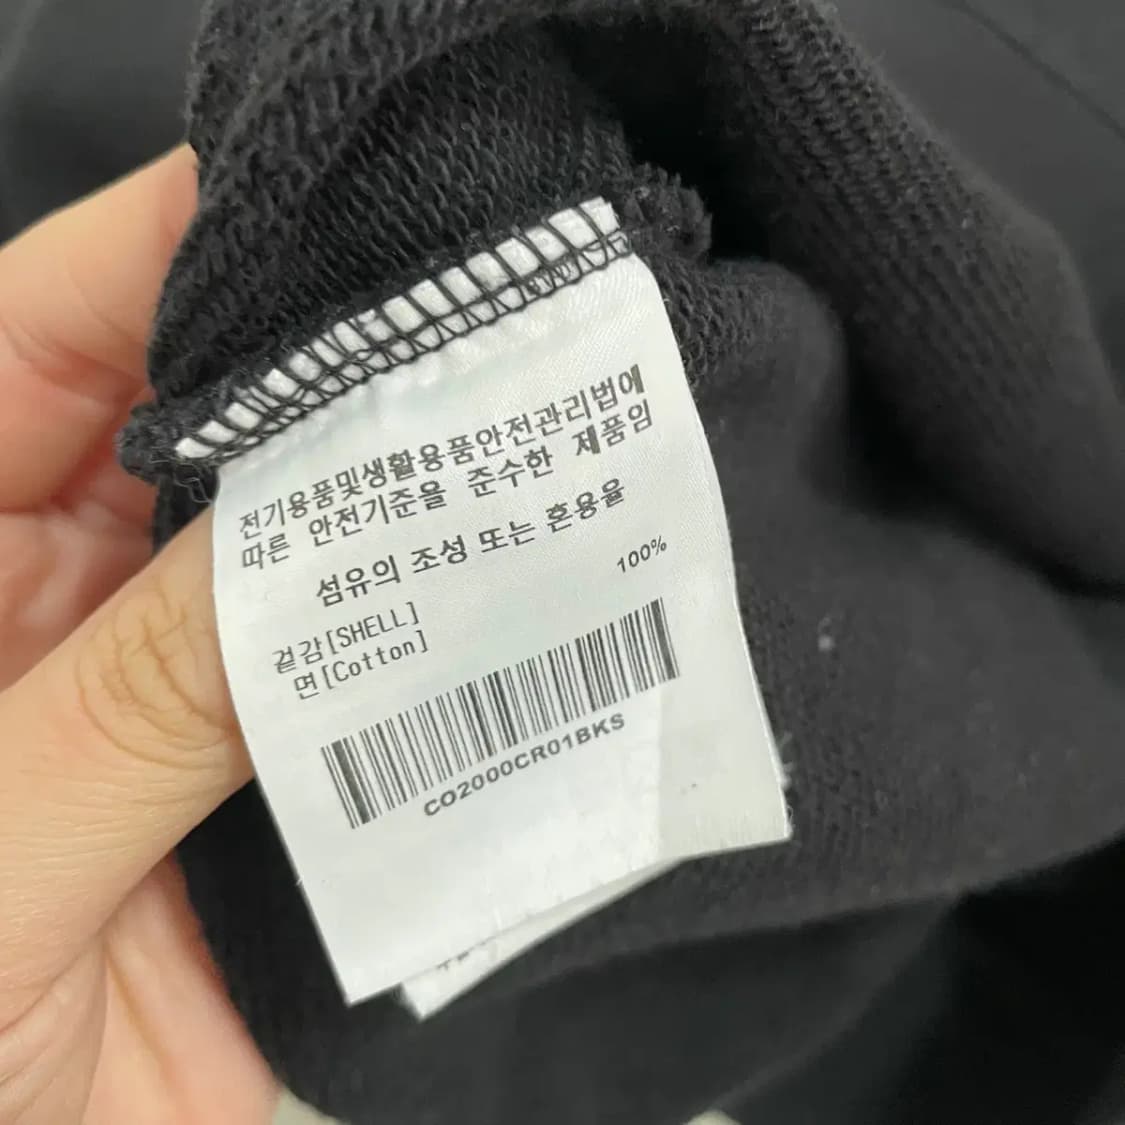 전기용품및생활용품안전관리법에
따른 안전기준을 준수한 제품임
섬유의 조성 또는 혼용율
100%
겉감[SHELL]
면[Cotton]
CO2000CR01BKS